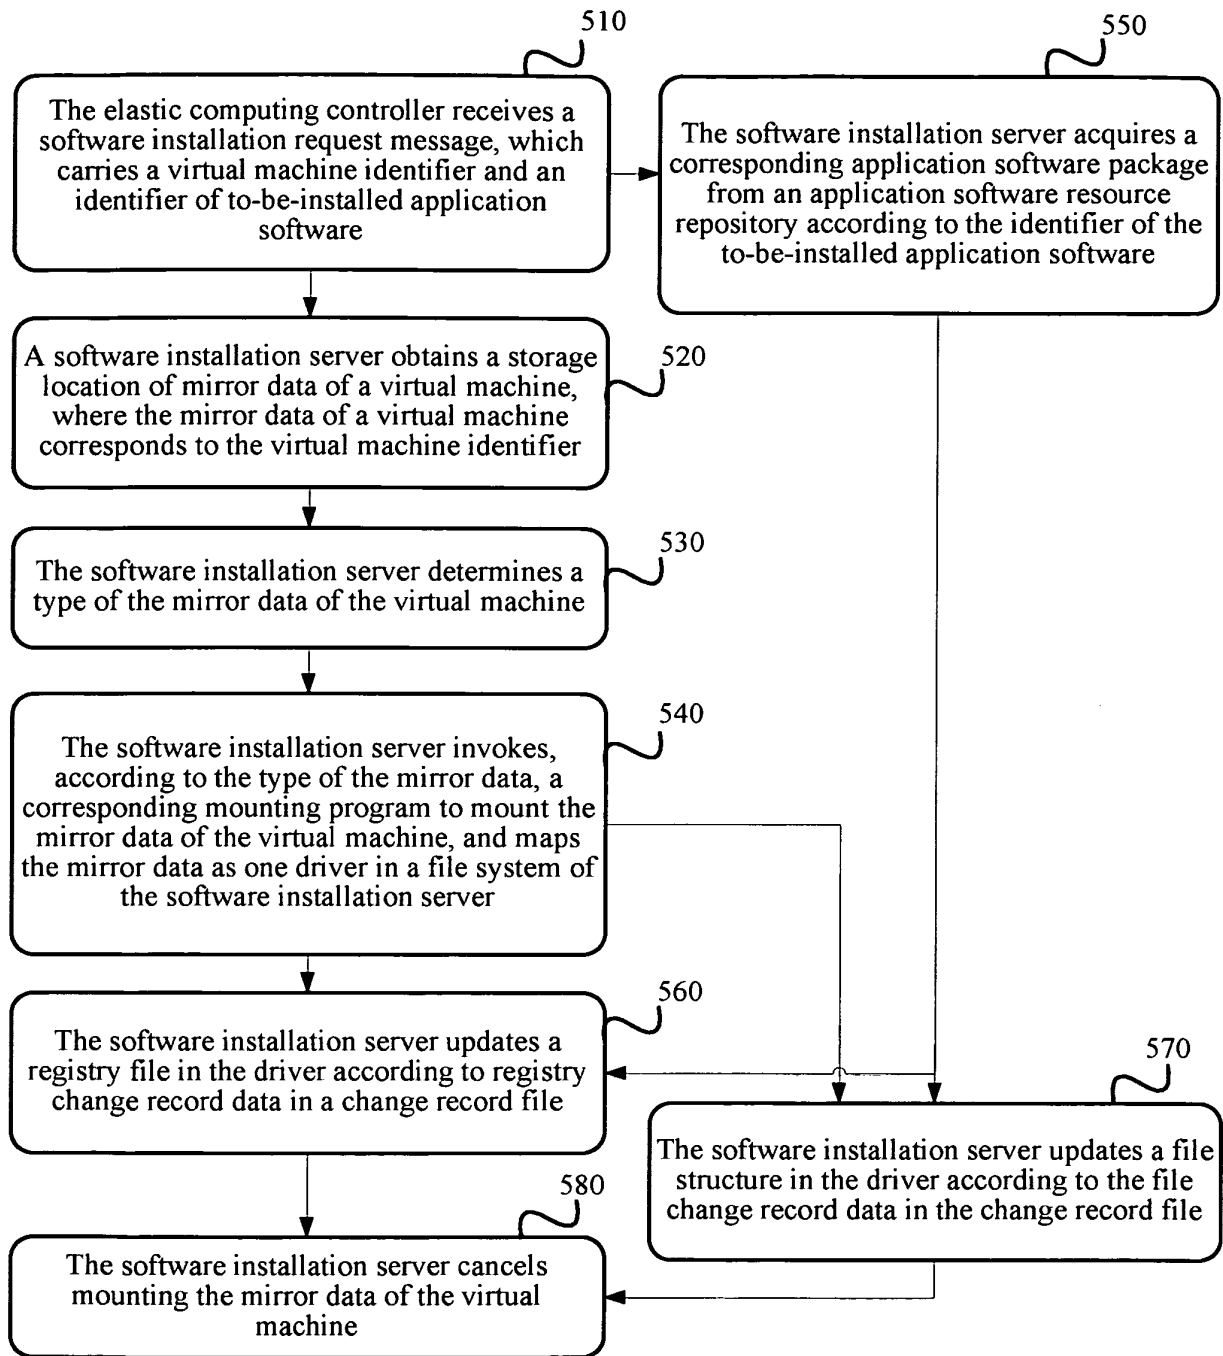 510
The elastic computing controller receives a
software installation request message, which
carries a virtual machine identifier and an
identifier of to-be-installed application
software
550
The software installation server acquires a
corresponding application software package
from an application software resource
repository according to the identifier of the
to-be-installed application software
520
A software installation server obtains a storage
location of mirror data of a virtual machine,
where the mirror data of a virtual machine
corresponds to the virtual machine identifier
530
The software installation server determines a
type of the mirror data of the virtual machine
540
The software installation server invokes,
according to the type of the mirror data, a
corresponding mounting program to mount the
mirror data of the virtual machine, and maps
the mirror data as one driver in a file system of
the software installation server
560
The software installation server updates a
registry file in the driver according to registry
change record data in a change record file
570
The software installation server updates a file
structure in the driver according to the file
change record data in the change record file
580
The software installation server cancels
mounting the mirror data of the virtual
machine